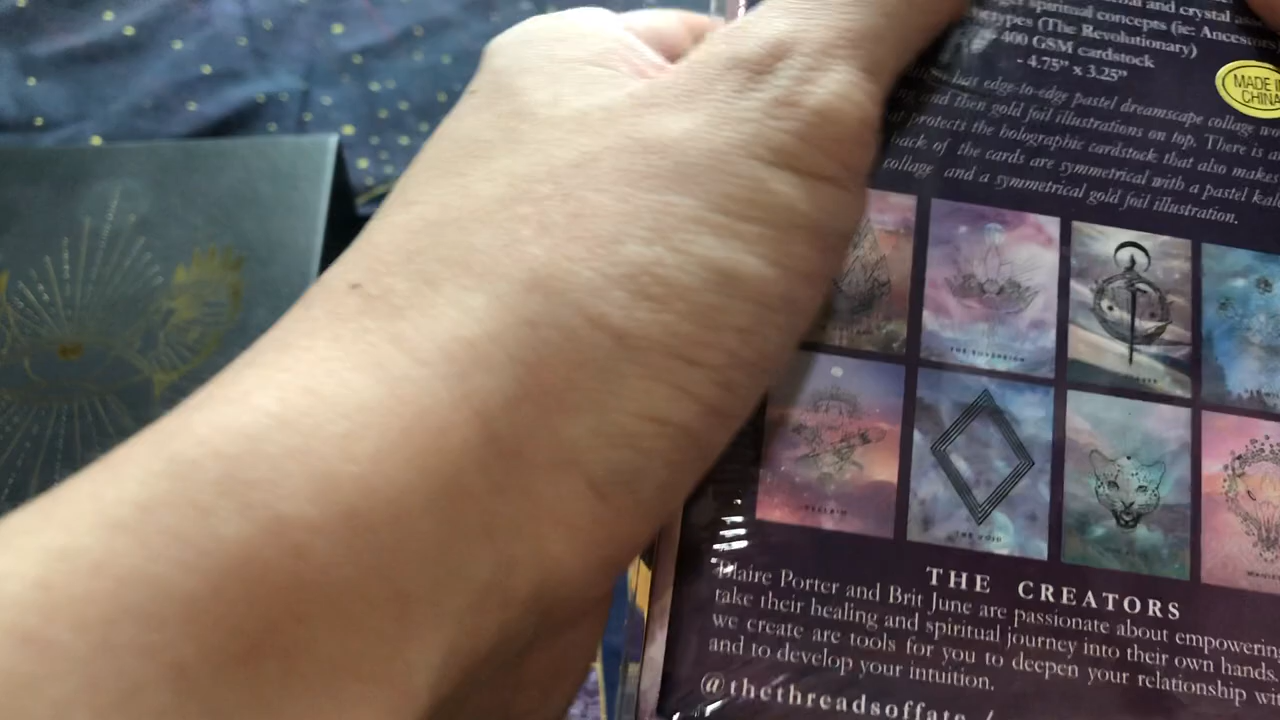 and crystal
spiritual concepts (ie: Ancestors,
(The Revolutionary)
400 GSM cardstock
- 4.75” x 3.25”
MADE IN
CHINA
has edge-to-edge pastel dreamscape collage
and then gold foil illustrations on top. There is
protects the holographic cardstock that also makes
back of the cards are symmetrical with a pastel
collage and a symmetrical gold foil illustration.
THE SOVEREIGN
RECLAIM
THE VOID
THE CREATORS
Blaire Porter and Brit June are passionate about empowering
take their healing and spiritual journey into their own hands.
we create are tools for you to deepen your relationship
and to develop your intuition.
@thethreadsoffate /